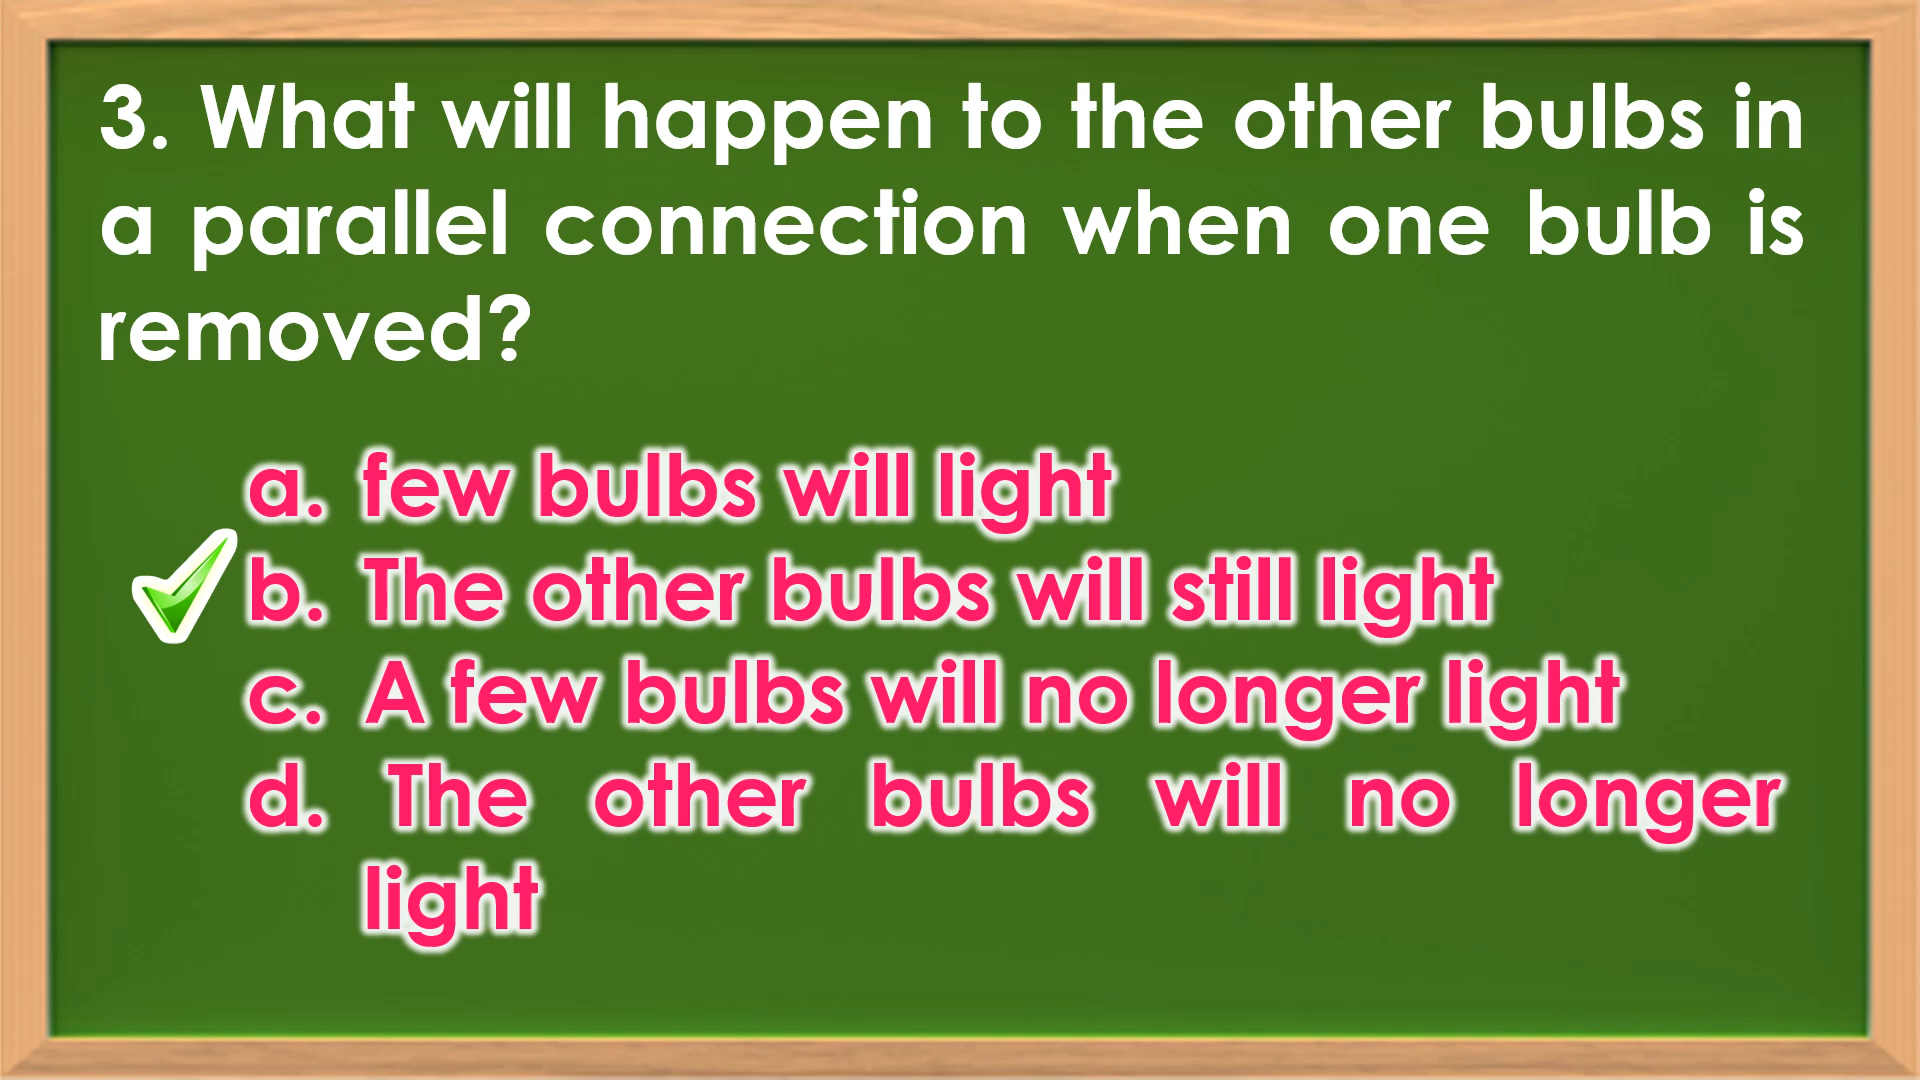 3. What will happen to the other bulbs in
a parallel connection when one bulb is
removed?
a. few bulbs will light
b. The other bulbs will still light
c. A few bulbs will no longer light
d. The other bulbs will no longer
light